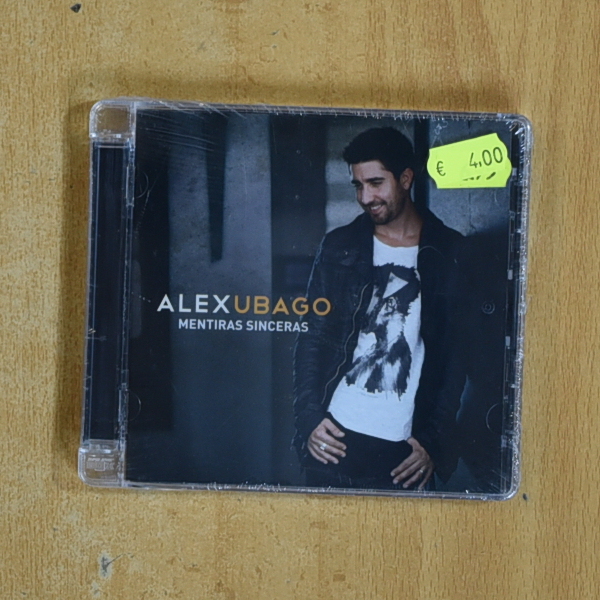 € 4,00
ALEXUBAGO
MENTIRAS SINCERAS